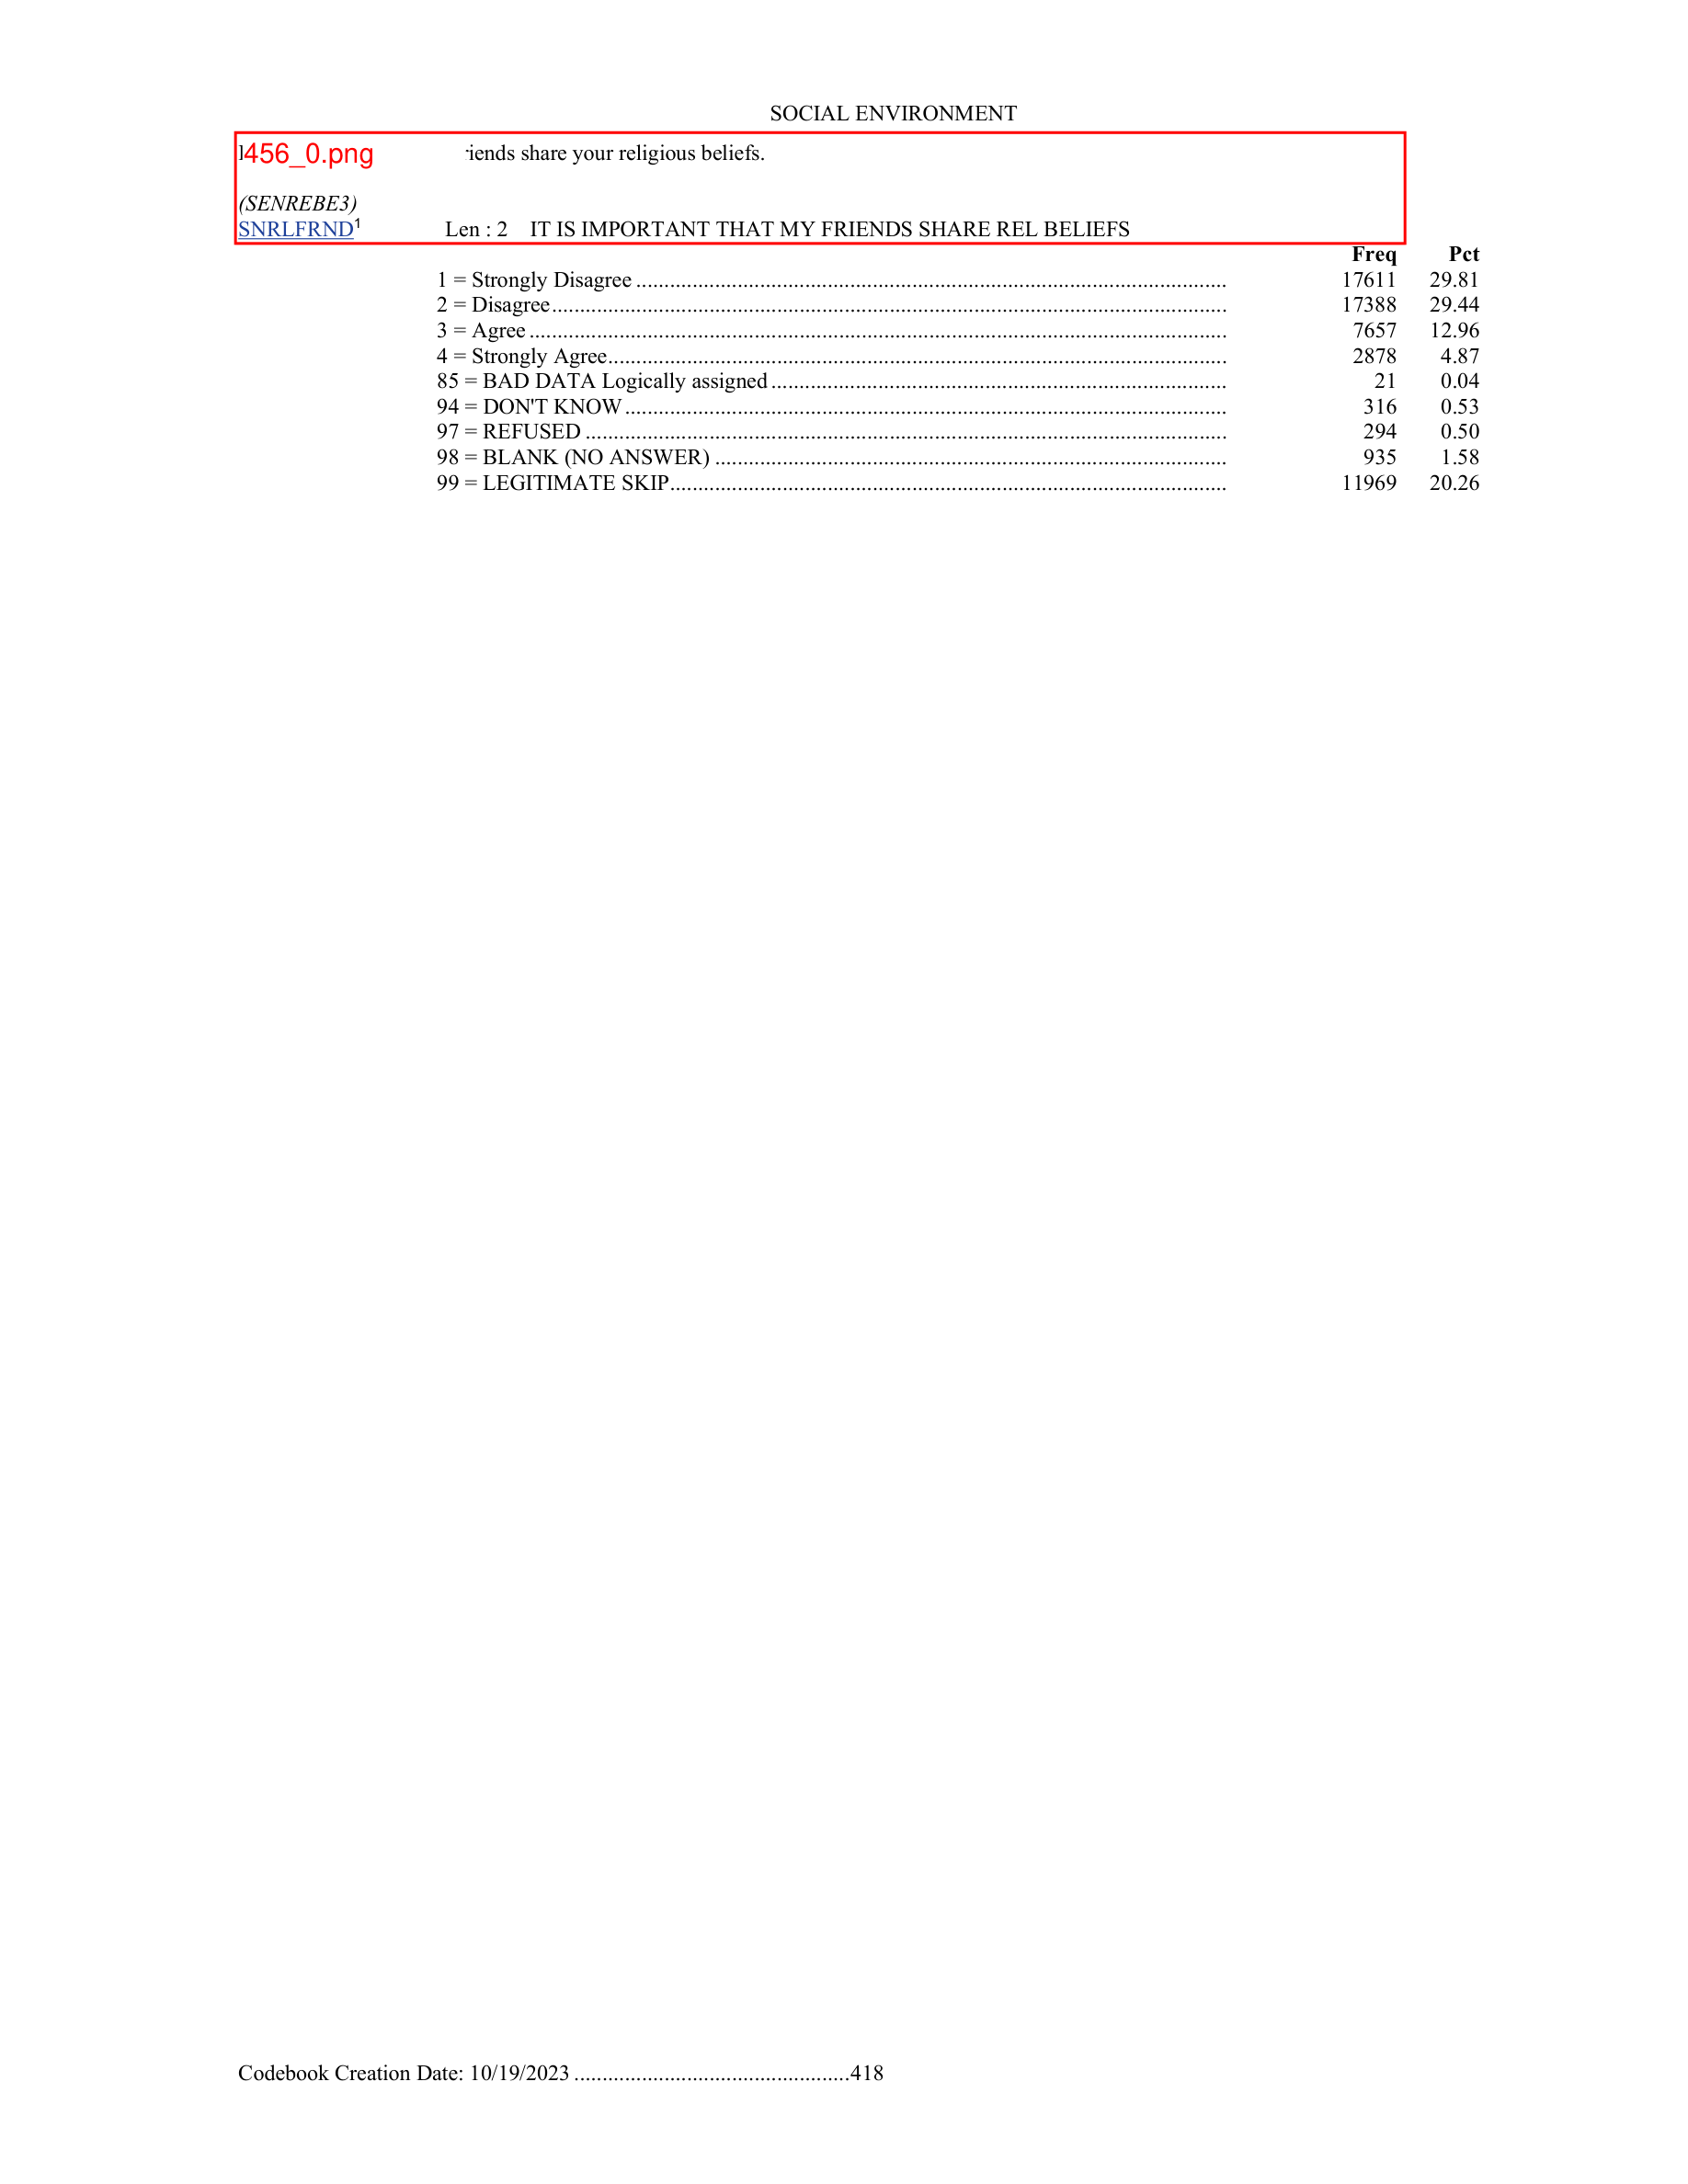 SOCIAL ENVIRONMENT
456_0.png share your religious beliefs.
(SENREBE3)
SNRLFRND¹ Len : 2 IT IS IMPORTANT THAT MY FRIENDS SHARE REL BELIEFS
Freq Pct
1 = Strongly Disagree 17611 29.81
2 = Disagree 17388 29.44
3 = Agree 7657 12.96
4 = Strongly Agree 2878 4.87
85 = BAD DATA Logically assigned 21 0.04
94 = DON'T KNOW 316 0.53
97 = REFUSED 294 0.50
98 = BLANK (NO ANSWER) 935 1.58
99 = LEGITIMATE SKIP 11969 20.26
Codebook Creation Date: 10/19/2023 418